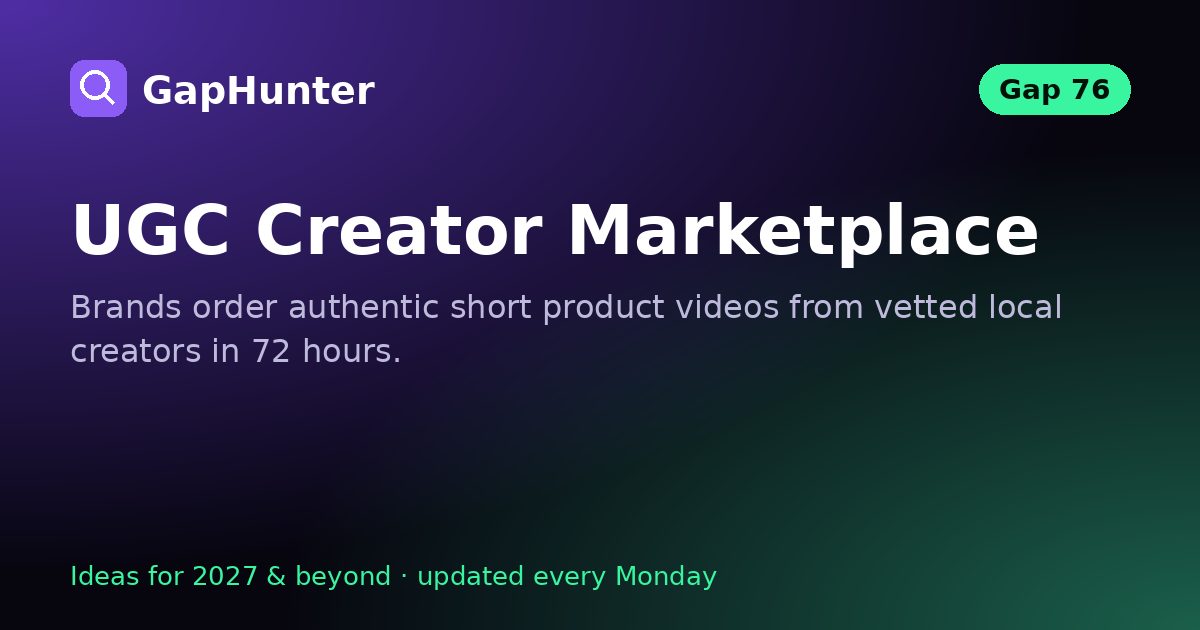 GapHunter
Gap 76
UGC Creator Marketplace
Brands order authentic short product videos from vetted local
creators in 72 hours.
Ideas for 2027 & beyond · updated every Monday